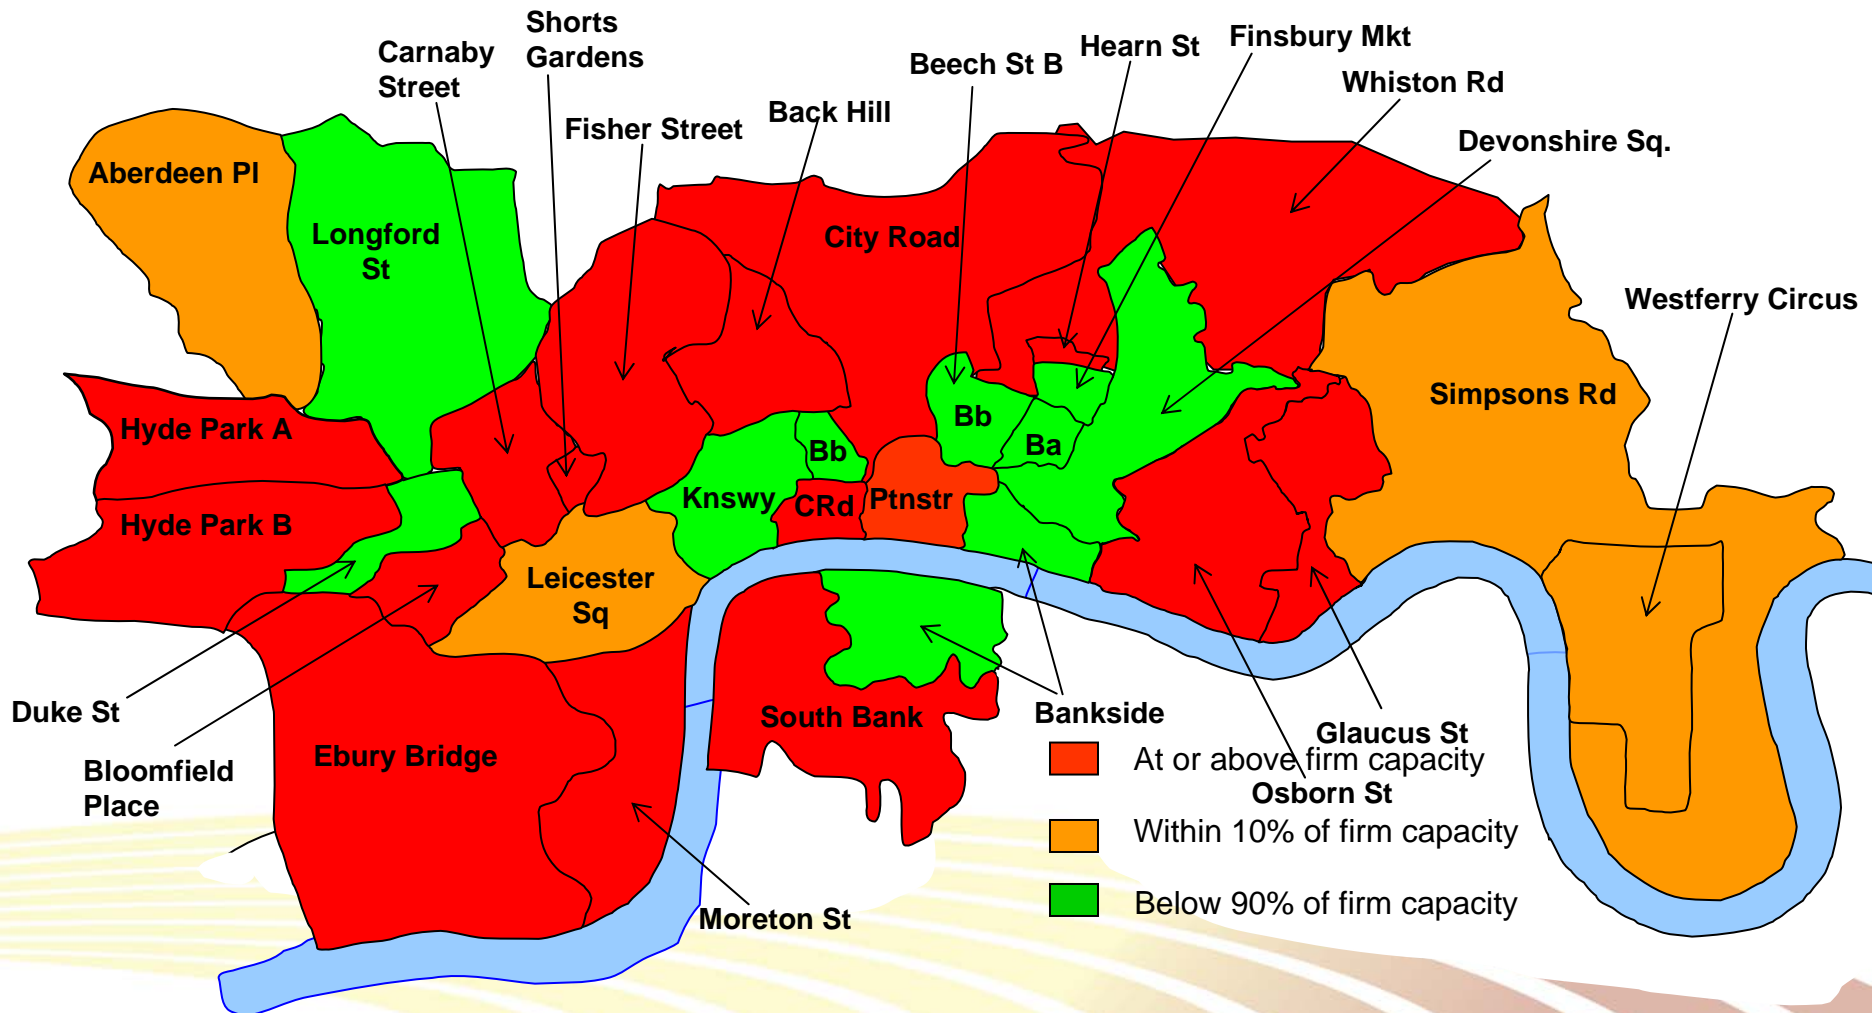 Shorts
Gardens
Carnaby
Street
Beech St B
Hearn St
Finsbury Mkt
Whiston Rd
Back Hill
Fisher Street
Devonshire Sq.
Aberdeen Pl
Longford
St
City Road
Westferry Circus
Simpsons Rd
Hyde Park A
Bb
Ba
Bb
Knswy
CRd
Ptnstr
Hyde Park B
Leicester
Sq
Duke St
South Bank
Bankside
Bloomfield
Place
Ebury Bridge
Glaucus St
At or above firm capacity
Osborn St
Within 10% of firm capacity
Moreton St
Below 90% of firm capacity